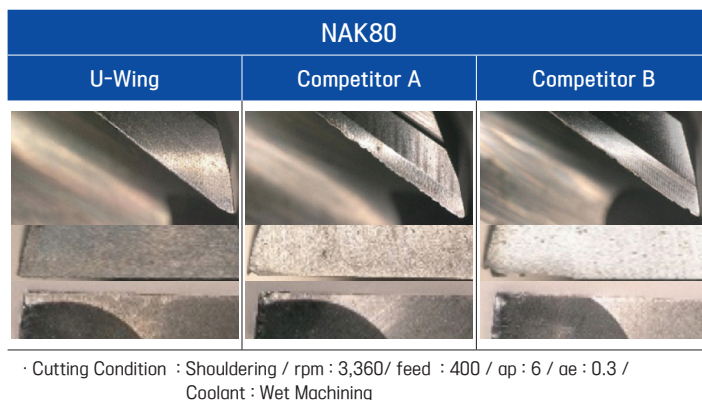 NAK80
U-Wing Competitor A Competitor B
· Cutting Condition : Shouldering / rpm : 3,360/ feed : 400 / ap : 6 / ae : 0.3 /
Coolant : Wet Machining